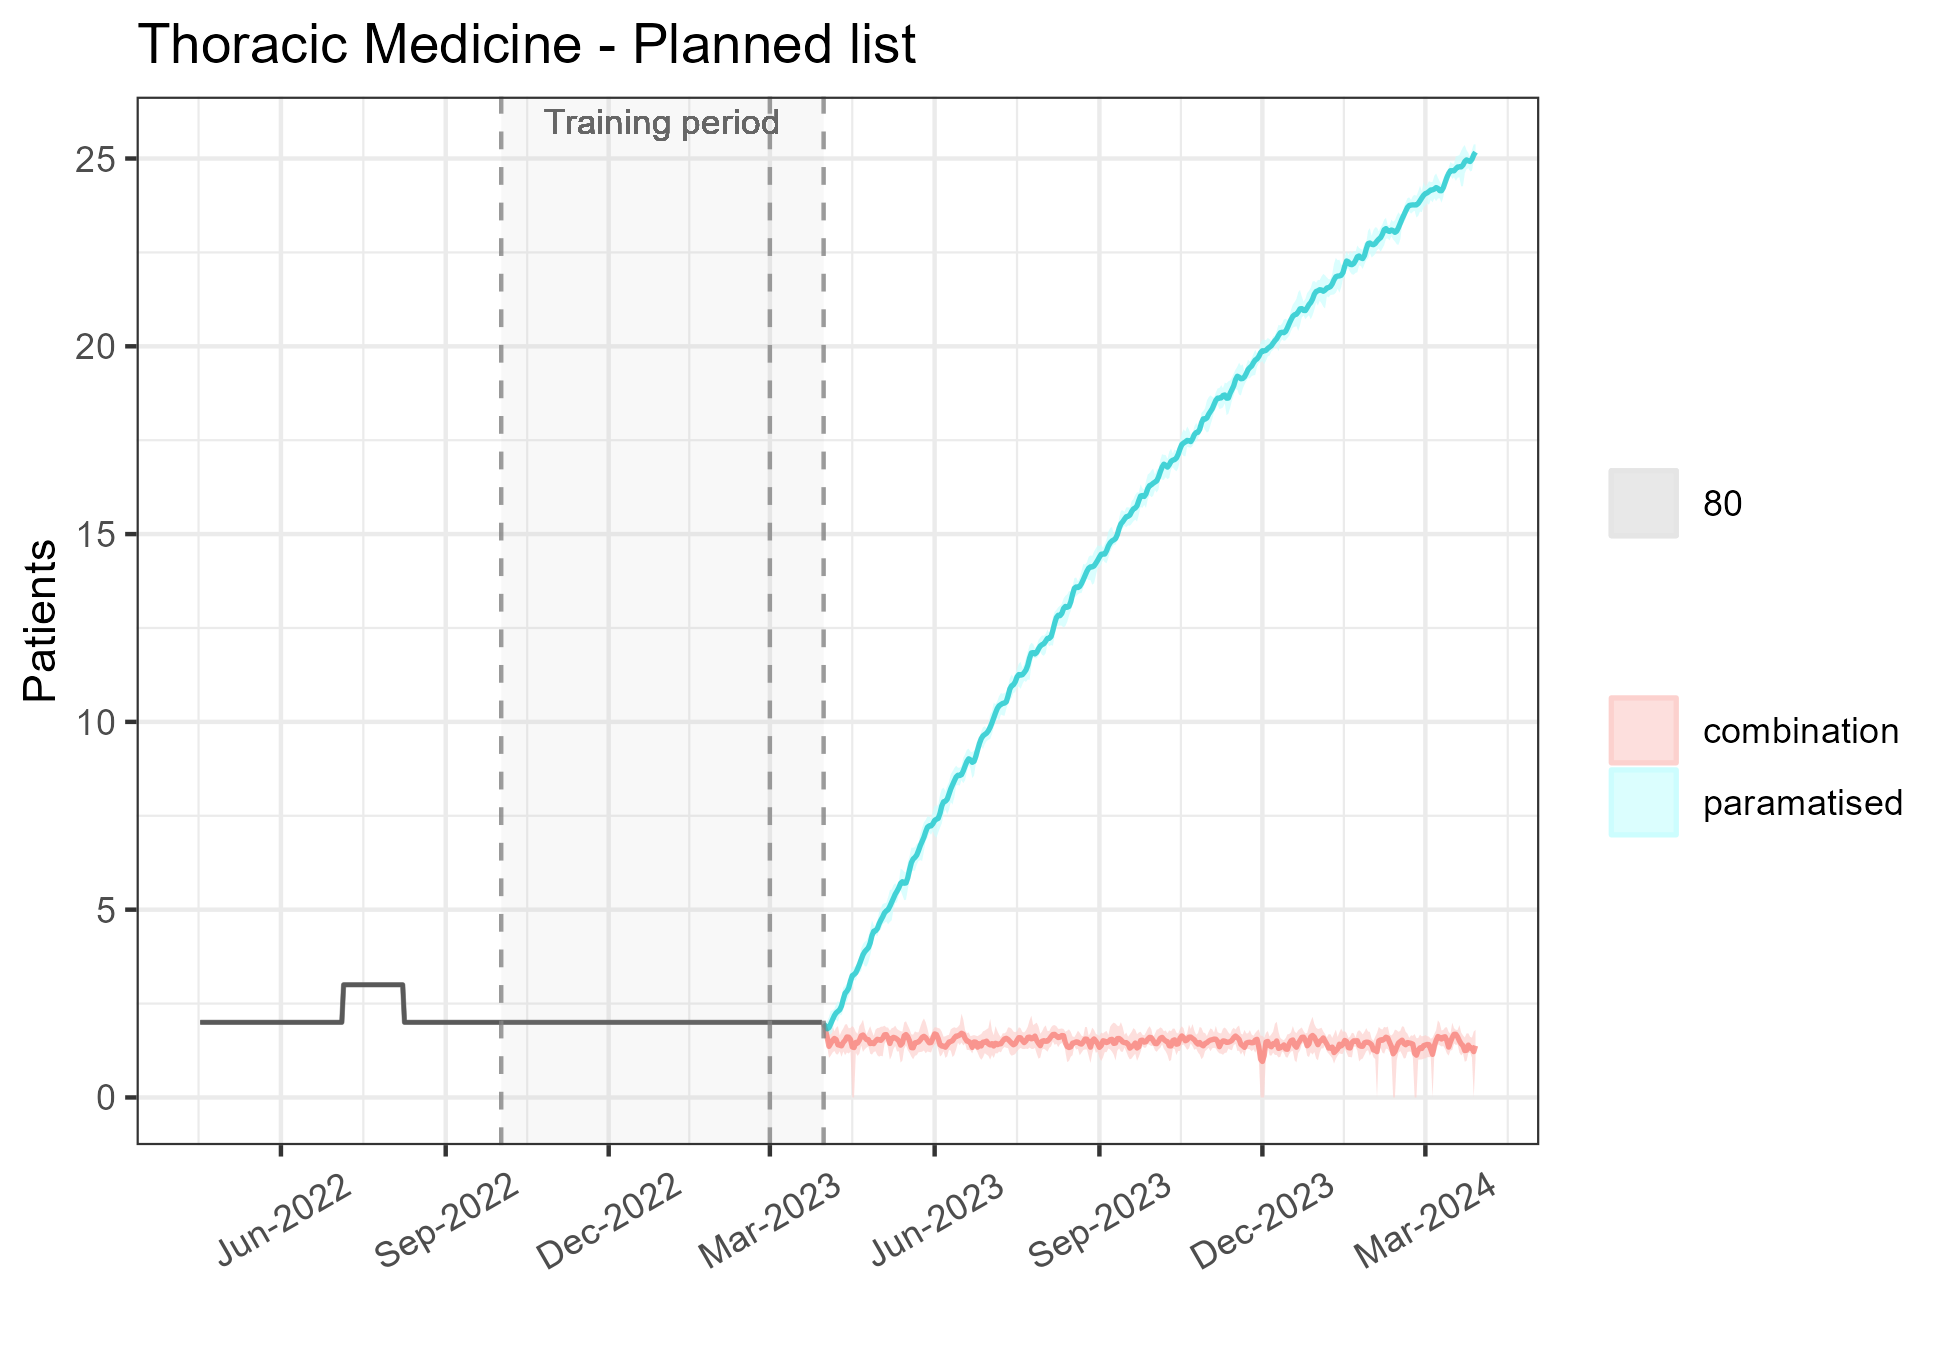 Thoracic Medicine - Planned list
Training period
25
20
15
10
5
0
Patients
Jun-2022
Sep-2022
Dec-2022
Mar-2023
Jun-2023
Sep-2023
Dec-2023
Mar-2024
80
combination
paramatised